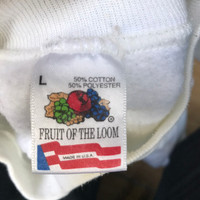 L
50% COTTON
50% POLYESTER
®
FRUIT OF THE LOOM
MADE IN U.S.A.